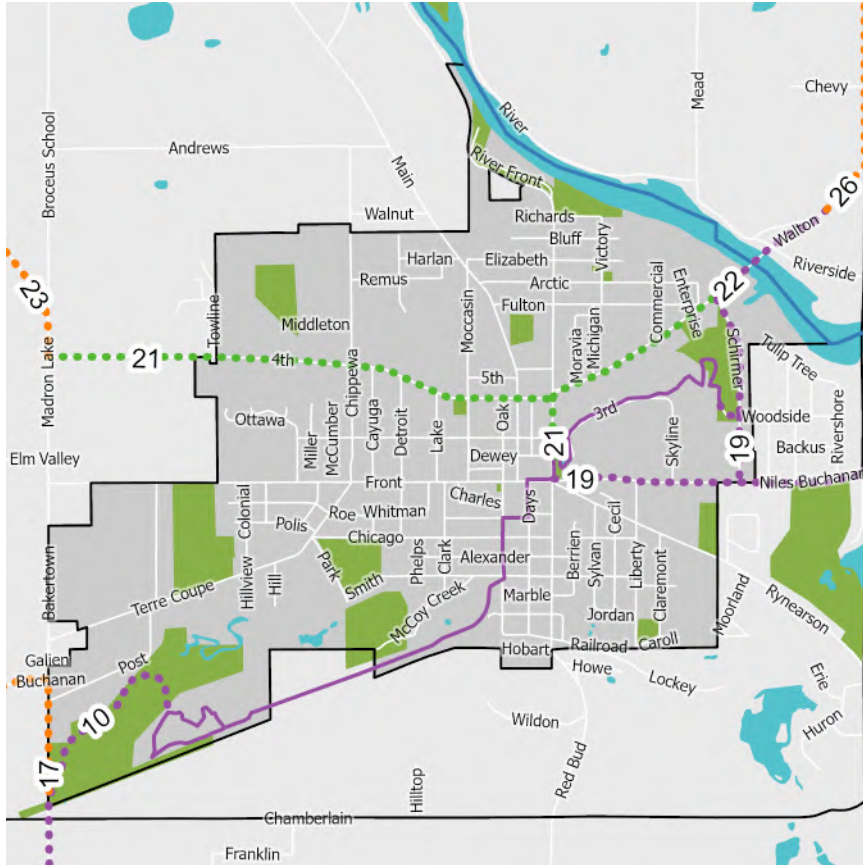 Chevy
Mead
River
Broceus School
Andrews
Main
River Front
26
Walnut
Richards
Walton
Bluff
Victory
Harlan
Elizabeth
Riverside
Remus
Arctic
Commercial
Enterprise
22
23
Fulton
Towline
Middleton
Moccasin
Moravia
Michigan
Schirmer
Tulip Tree
21
4th
Madron Lake
Chippewa
5th
3rd
Ottawa
Miller
McCumber
Cayuga
Detroit
Lake
Oak
Woodside
Rivershore
21
Skyline
19
Backus
Elm Valley
Dewey
Front
19
Niles Buchanan
Colonial
Charles
Days
Polis
Roe
Whitman
Cecil
Chicago
Bakertown
Hillview
Hill
Park
Smith
Phelps
Clark
Alexander
Berrien
Sylvan
Liberty
Claremont
Terre Coupe
McCoy Creek
Marble
Moorland
Rynearson
Jordan
Galien
Buchanan
Post
Hobart
Railroad
Caroll
Howe
Lockey
Erie
10
Wildon
Huron
17
Red Bud
Hilltop
Chamberlain
Franklin